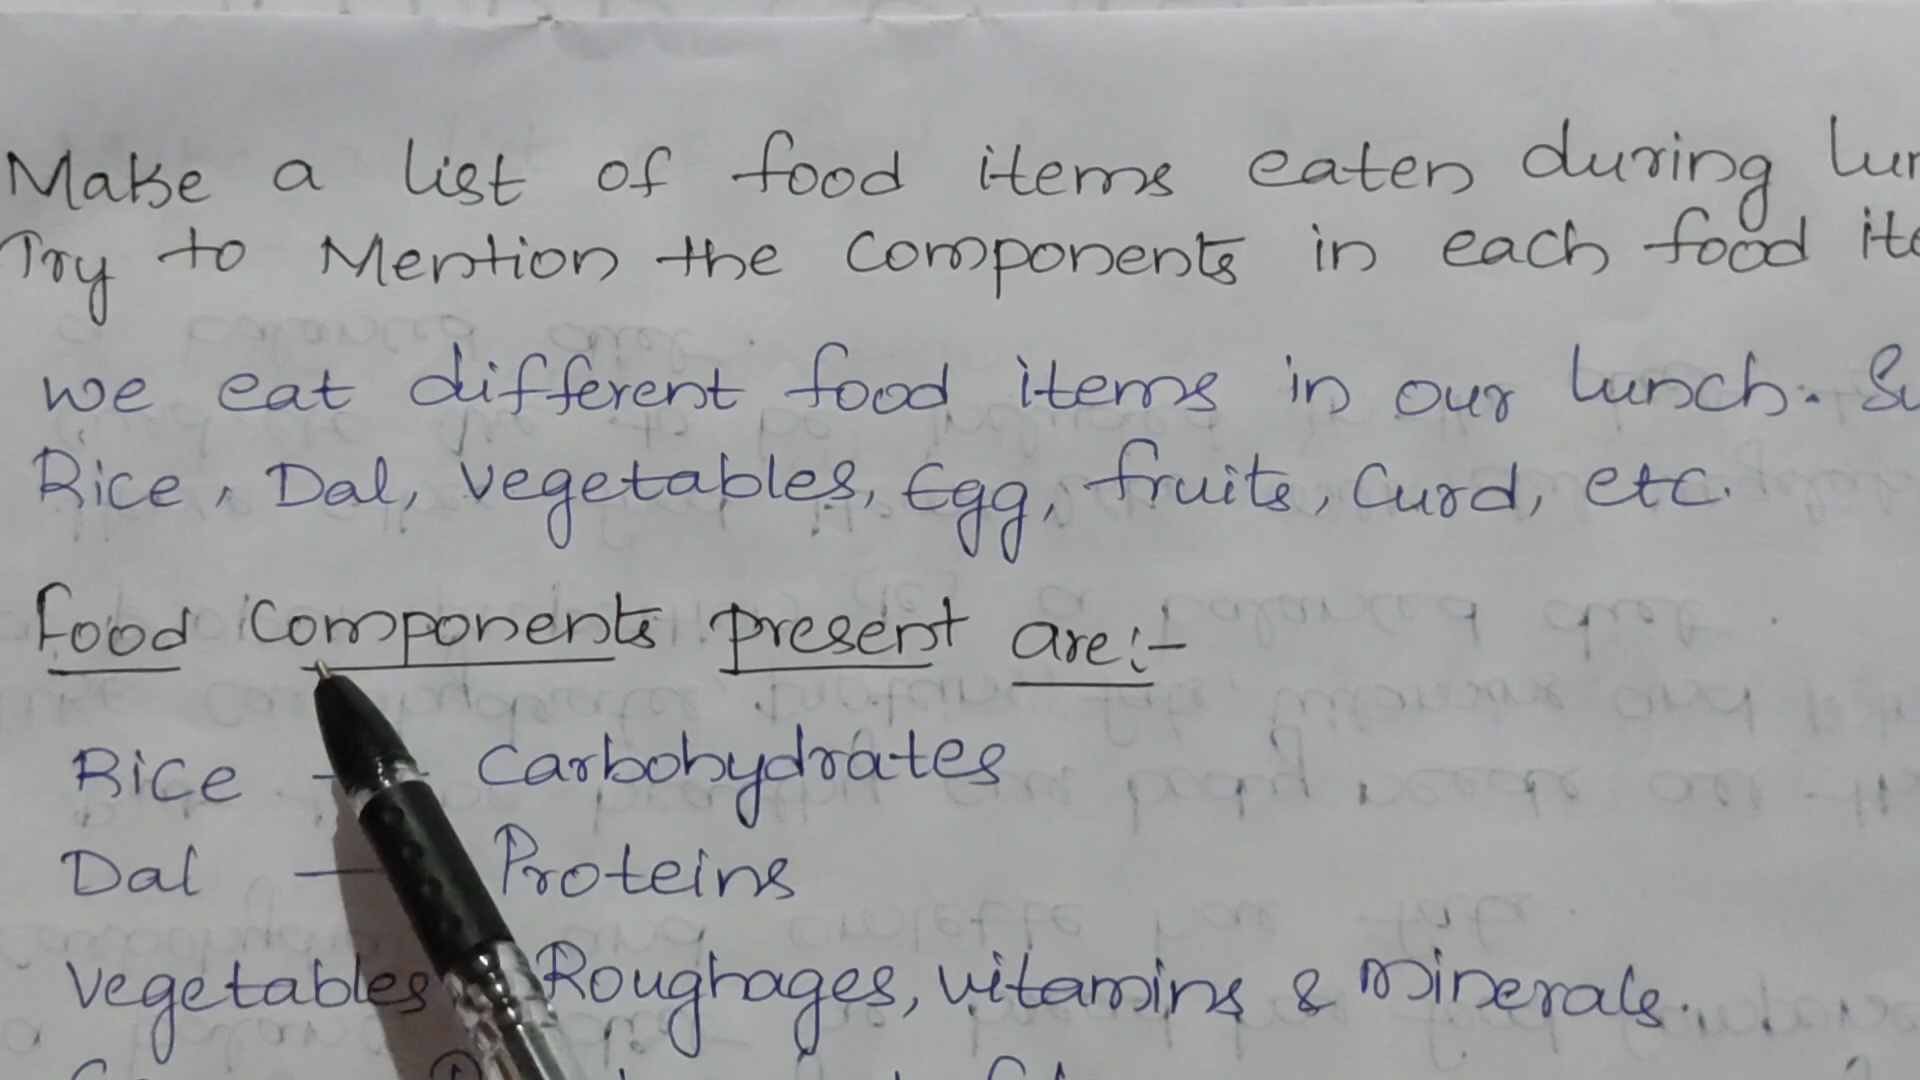 Make a list of food items eaten during
Try to Mention the components in each food
we eat different food items in our lunch.
Rice, Dal, Vegetables, Egg, fruits, Curd, etc.
Food Components present are:-
Rice - Carbohydrates
Dal - Proteins
Vegetables Roughages, vitamins & minerals.